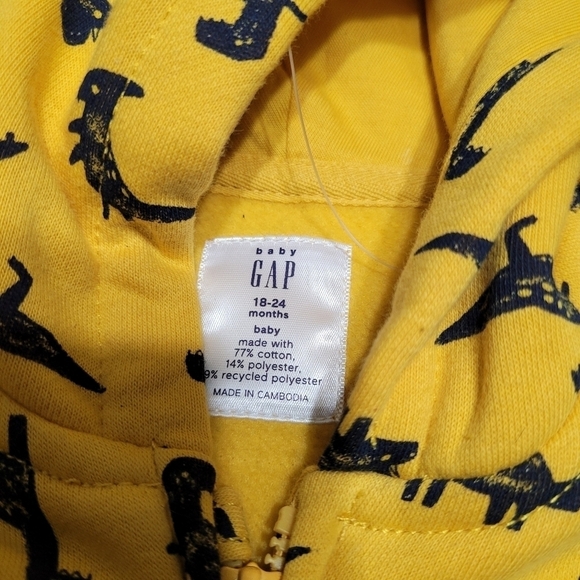 baby
GAP
18-24
months
baby
made with
77% cotton,
14% polyester,
9% recycled polyester
MADE IN CAMBODIA